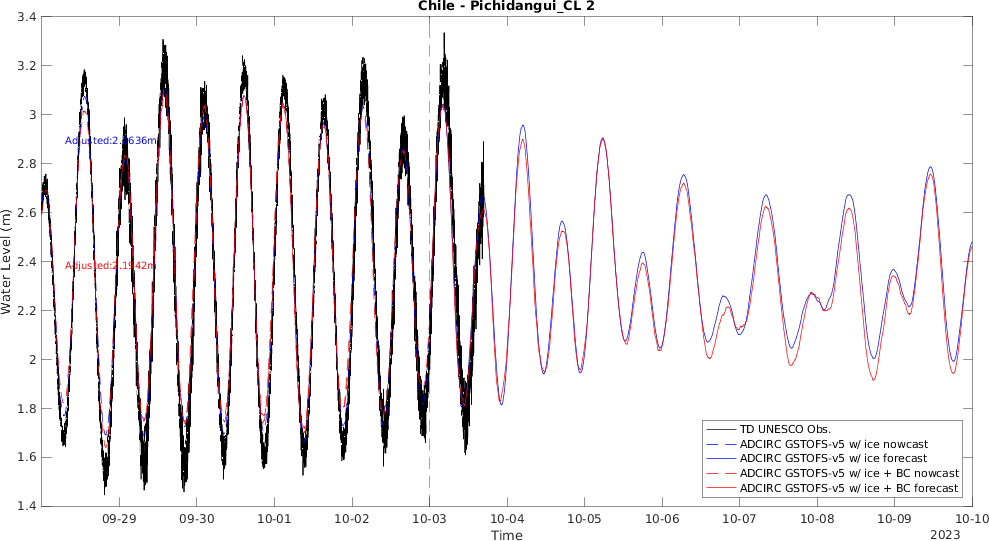 Chile - Pichidangui_CL 2
Water Level (m)
3.4
3.2
3
2.8
2.6
2.4
2.2
2
1.8
1.6
1.4
Adjusted:2.1942m
TD UNESCO Obs.
ADCIRC GSTOFS-v5 w/ ice nowcast
ADCIRC GSTOFS-v5 w/ ice forecast
ADCIRC GSTOFS-v5 w/ ice + BC nowcast
ADCIRC GSTOFS-v5 w/ ice + BC forecast
09-29 09-30 10-01 10-02 10-03 10-04 10-05 10-06 10-07 10-08 10-09 10-10
Time
2023